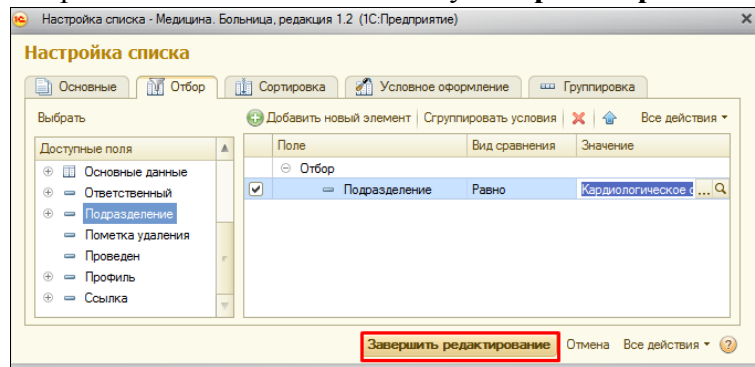 Настройка списка - Медицина. Больница, редакция 1.2 (1С:Предприятие)
Настройка списка
Основные Отбор Сортировка Условное оформление Группировка
Выбрать Добавить новый элемент Сгруппировать условия Все действия
Доступные поля Поле Вид сравнения Значение
Основные данные Отбор
Ответственный Подразделение Равно Кардиологическое ...
Подразделение
Пометка удаления
Проведен
Профиль
Ссылка
Завершить редактирование Отмена Все действия